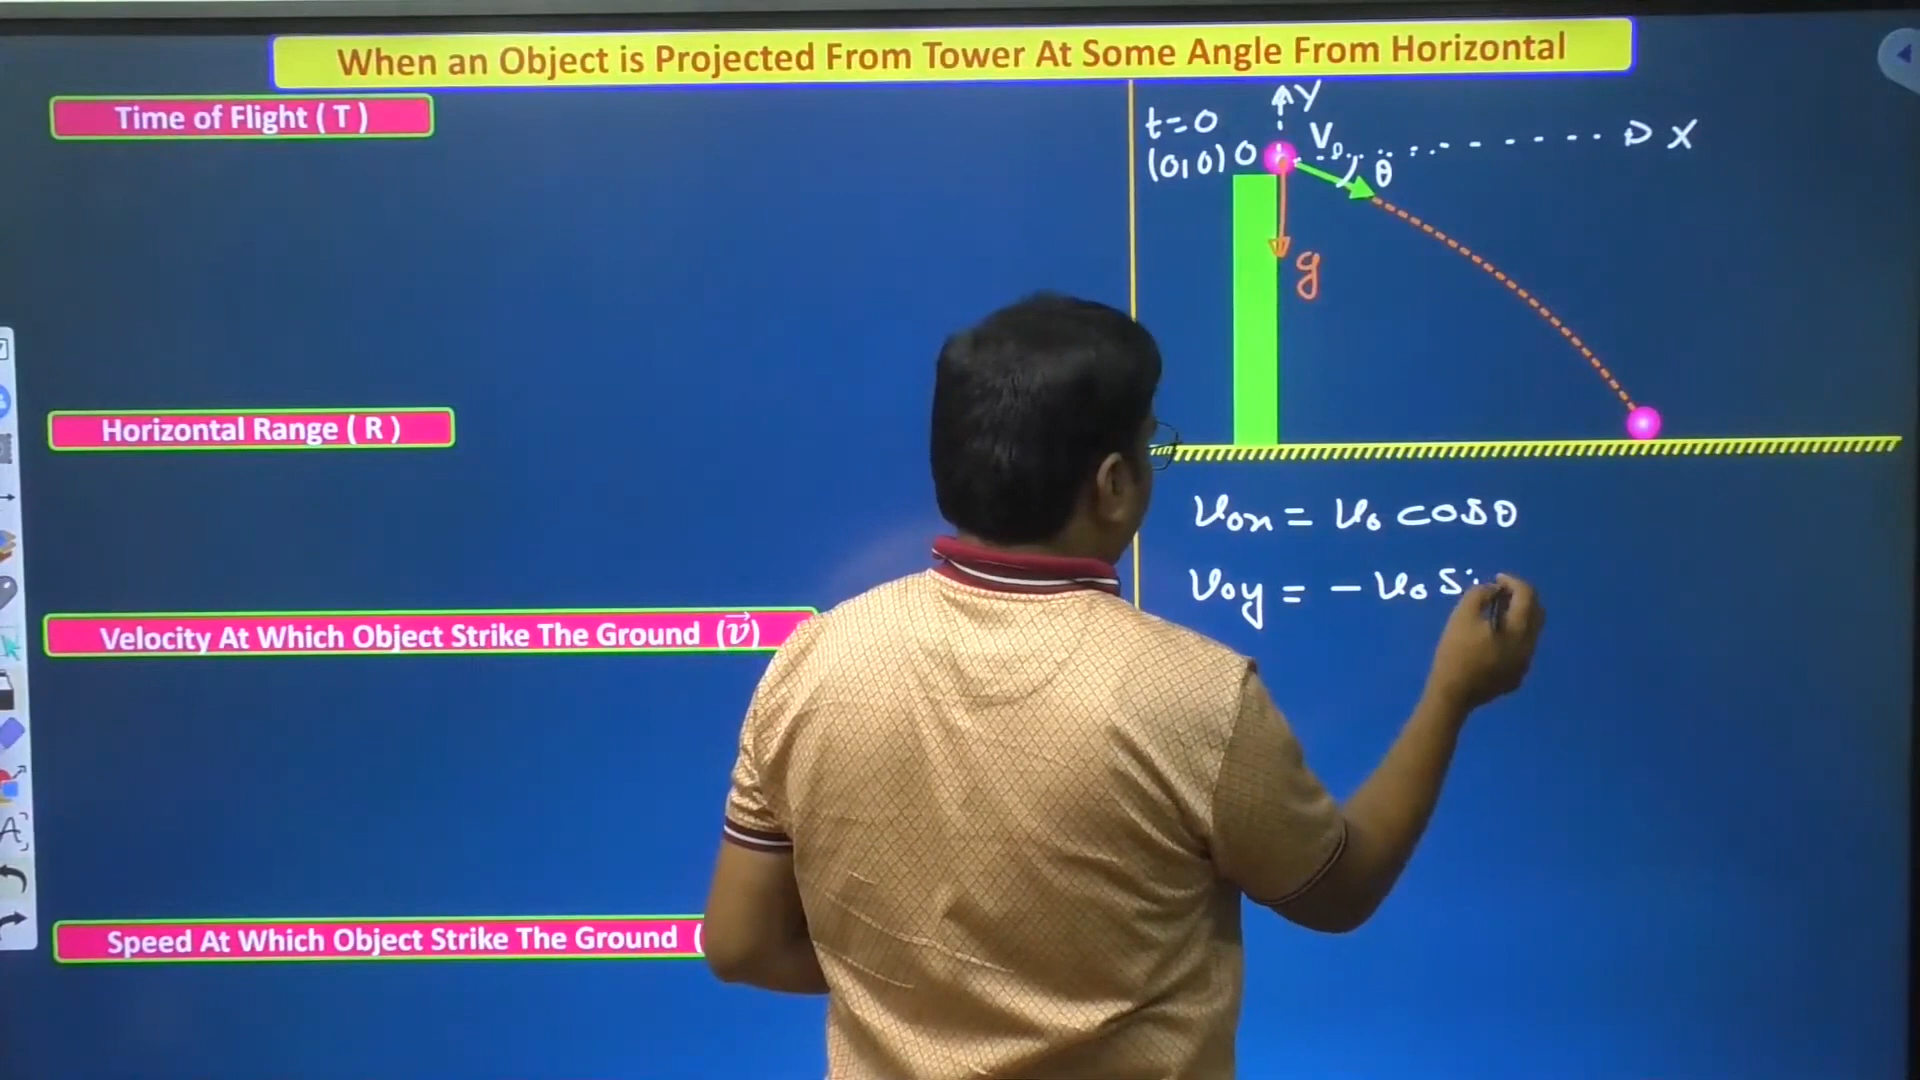 When an Object is Projected From Tower At Some Angle From Horizontal
Time of Flight ( T )
Horizontal Range ( R )
Velocity At Which Object Strike The Ground (v⃗)
Speed At Which Object Strike The Ground (
Y
t=0
(0,0) O
V₀
θ
X
g
v₀ₓ = v₀ cosθ
v₀y = - v₀ Si
A